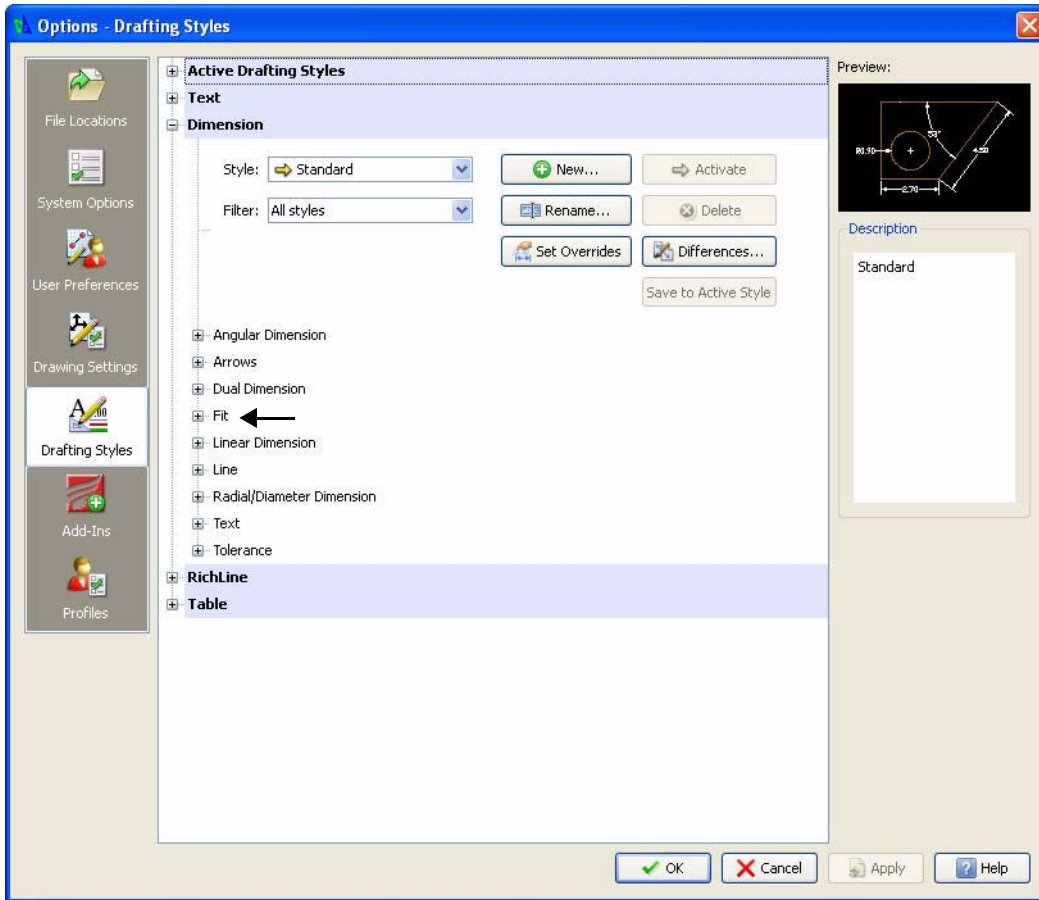 Options - Drafting Styles
File Locations
System Options
User Preferences
Drawing Settings
Drafting Styles
Add-Ins
Profiles
Active Drafting Styles
Text
Dimension
Style: Standard New... Activate
Filter: All styles Rename... Delete
Set Overrides Differences...
Save to Active Style
Angular Dimension
Arrows
Dual Dimension
Fit
Linear Dimension
Line
Radial/Diameter Dimension
Text
Tolerance
RichLine
Table
Preview:
53°
R0.90
4.50
2.70
Description
Standard
OK Cancel Apply Help